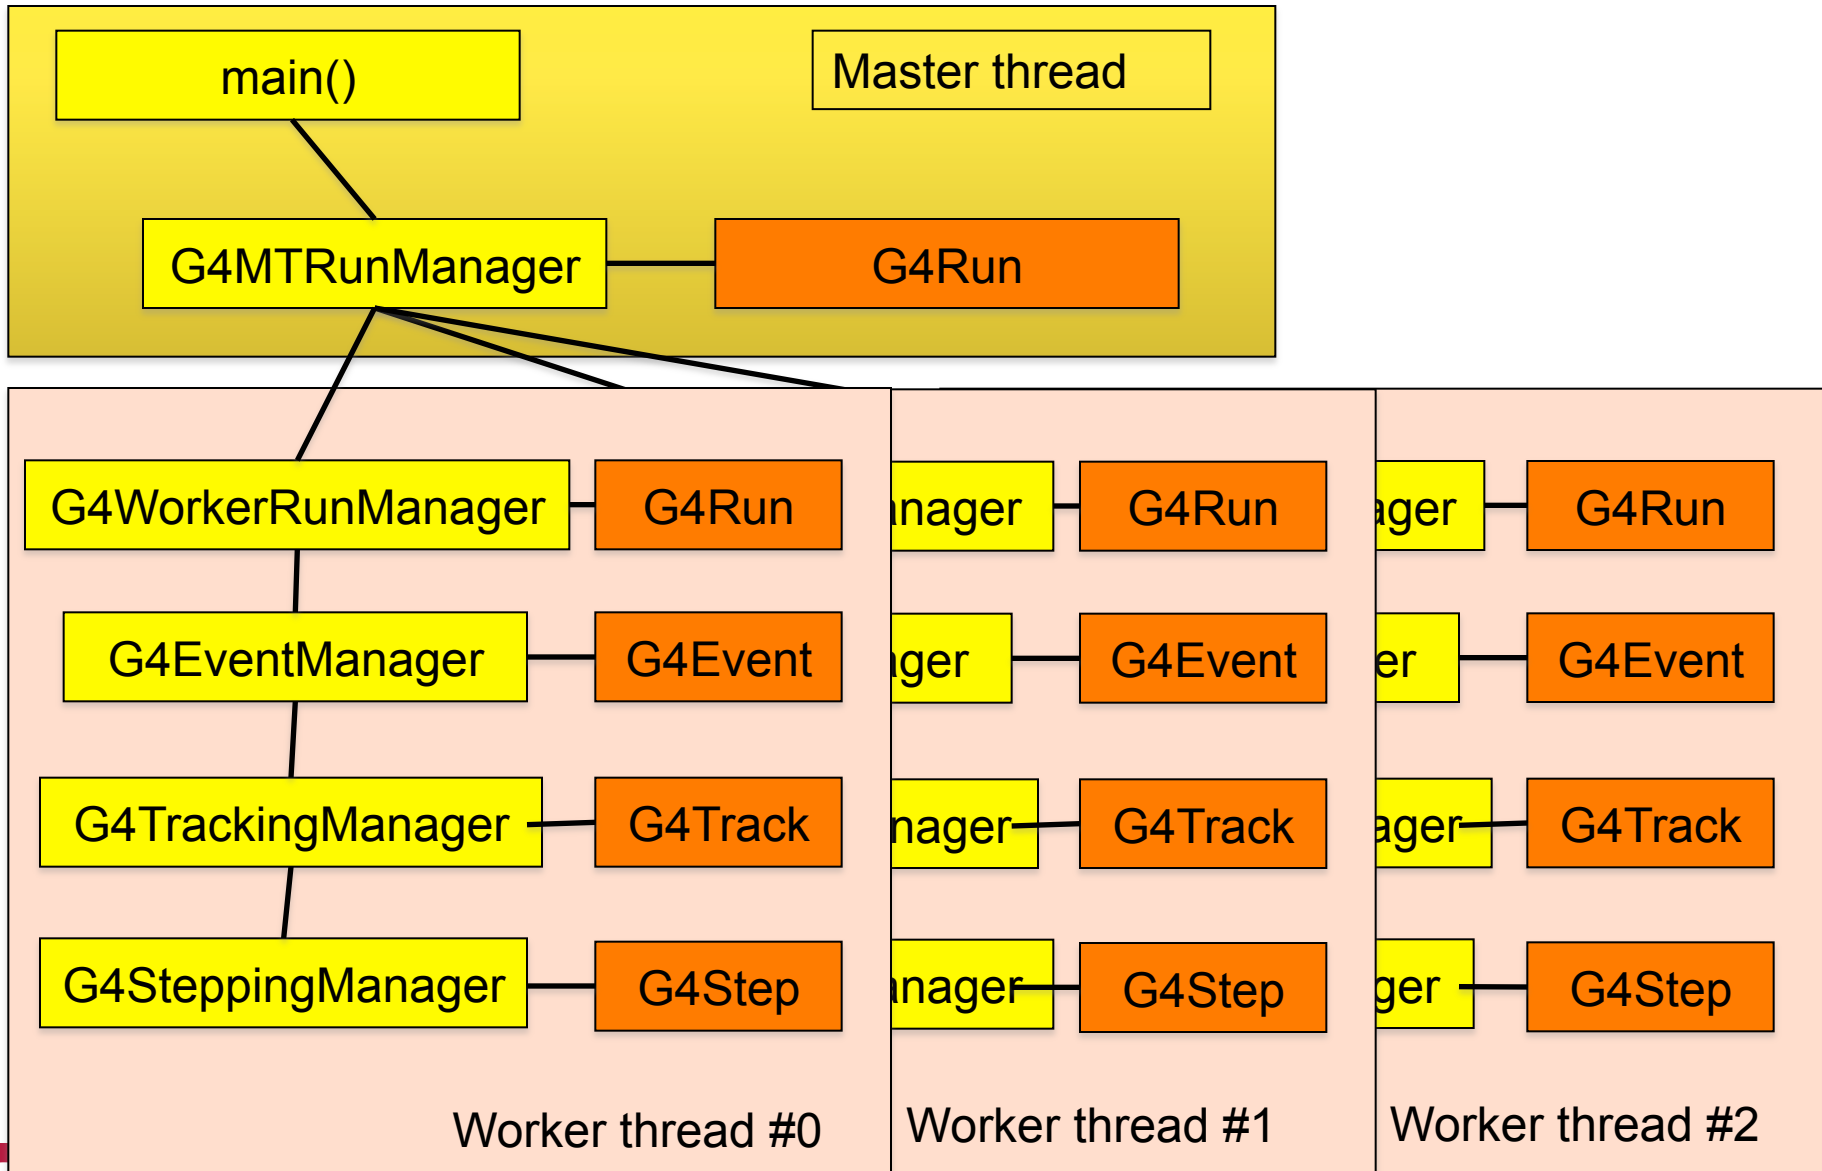 main()
Master thread
G4MTRunManager
G4Run
G4WorkerRunManager
G4Run
G4EventManager
G4Event
G4TrackingManager
G4Track
G4SteppingManager
G4Step
Worker thread #0
nager
G4Run
ger
G4Event
nager
G4Track
nager
G4Step
Worker thread #1
ager
G4Run
er
G4Event
ager
G4Track
ger
G4Step
Worker thread #2